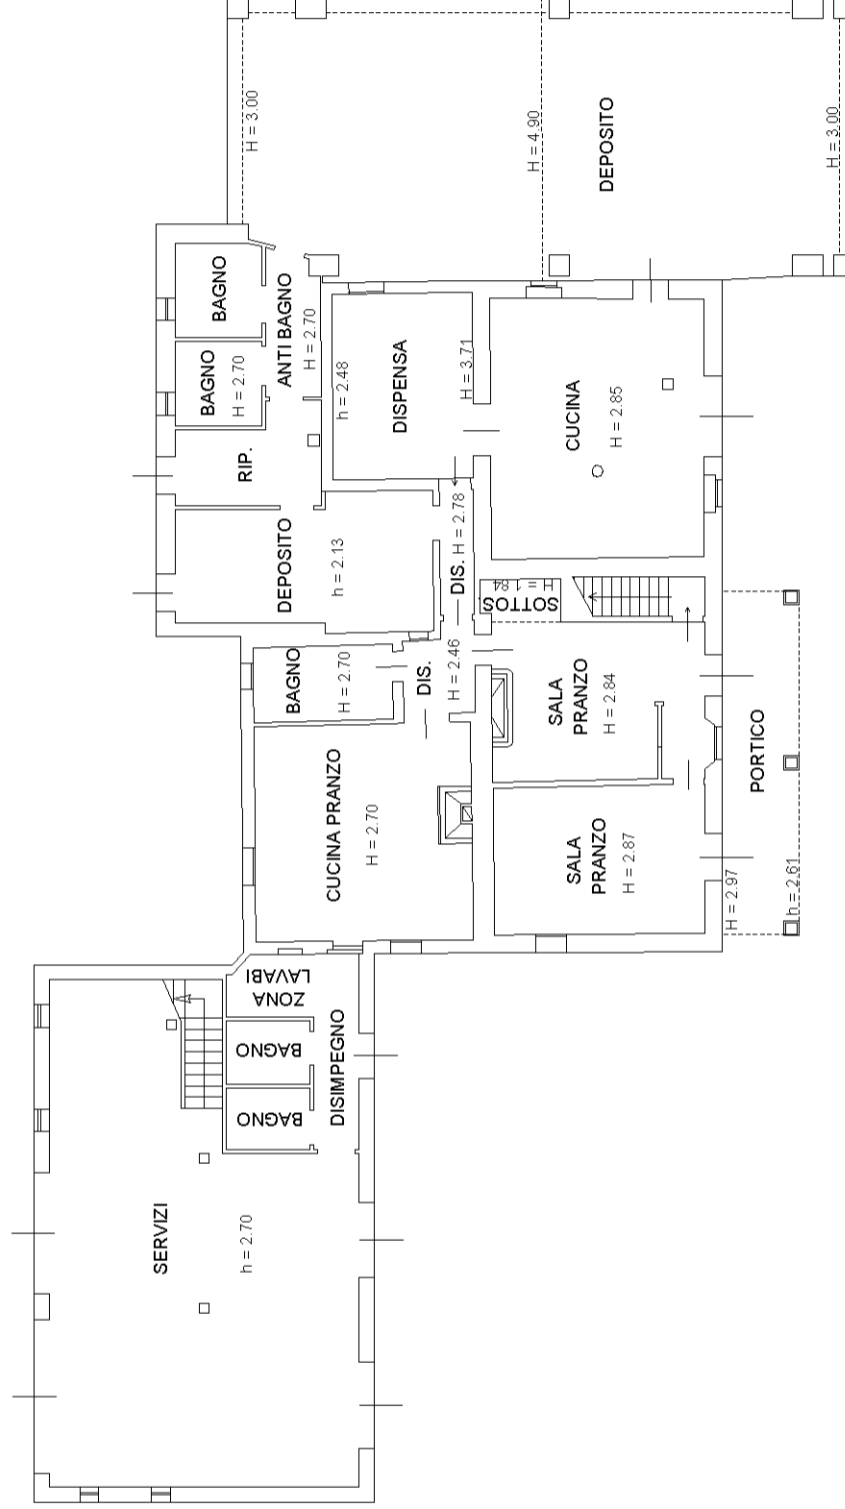 H = 3.00
H = 4.90
DEPOSITO
H = 3.00
BAGNO
BAGNO
H = 2.70
ANTI BAGNO
H = 2.70
RIP.
h = 2.48
DISPENSA
H = 3.71
CUCINA
H = 2.85
DEPOSITO
h = 2.13
DIS.
H = 2.78
SOTTOS
BAGNO
H = 2.70
DIS.
H = 2.46
SALA
PRANZO
H = 2.84
PORTICO
CUCINA PRANZO
H = 2.70
SALA
PRANZO
H = 2.87
H = 2.97
h = 2.61
ZONA
LAVABI
BAGNO
BAGNO
DISIMPEGNO
SERVIZI
h = 2.70